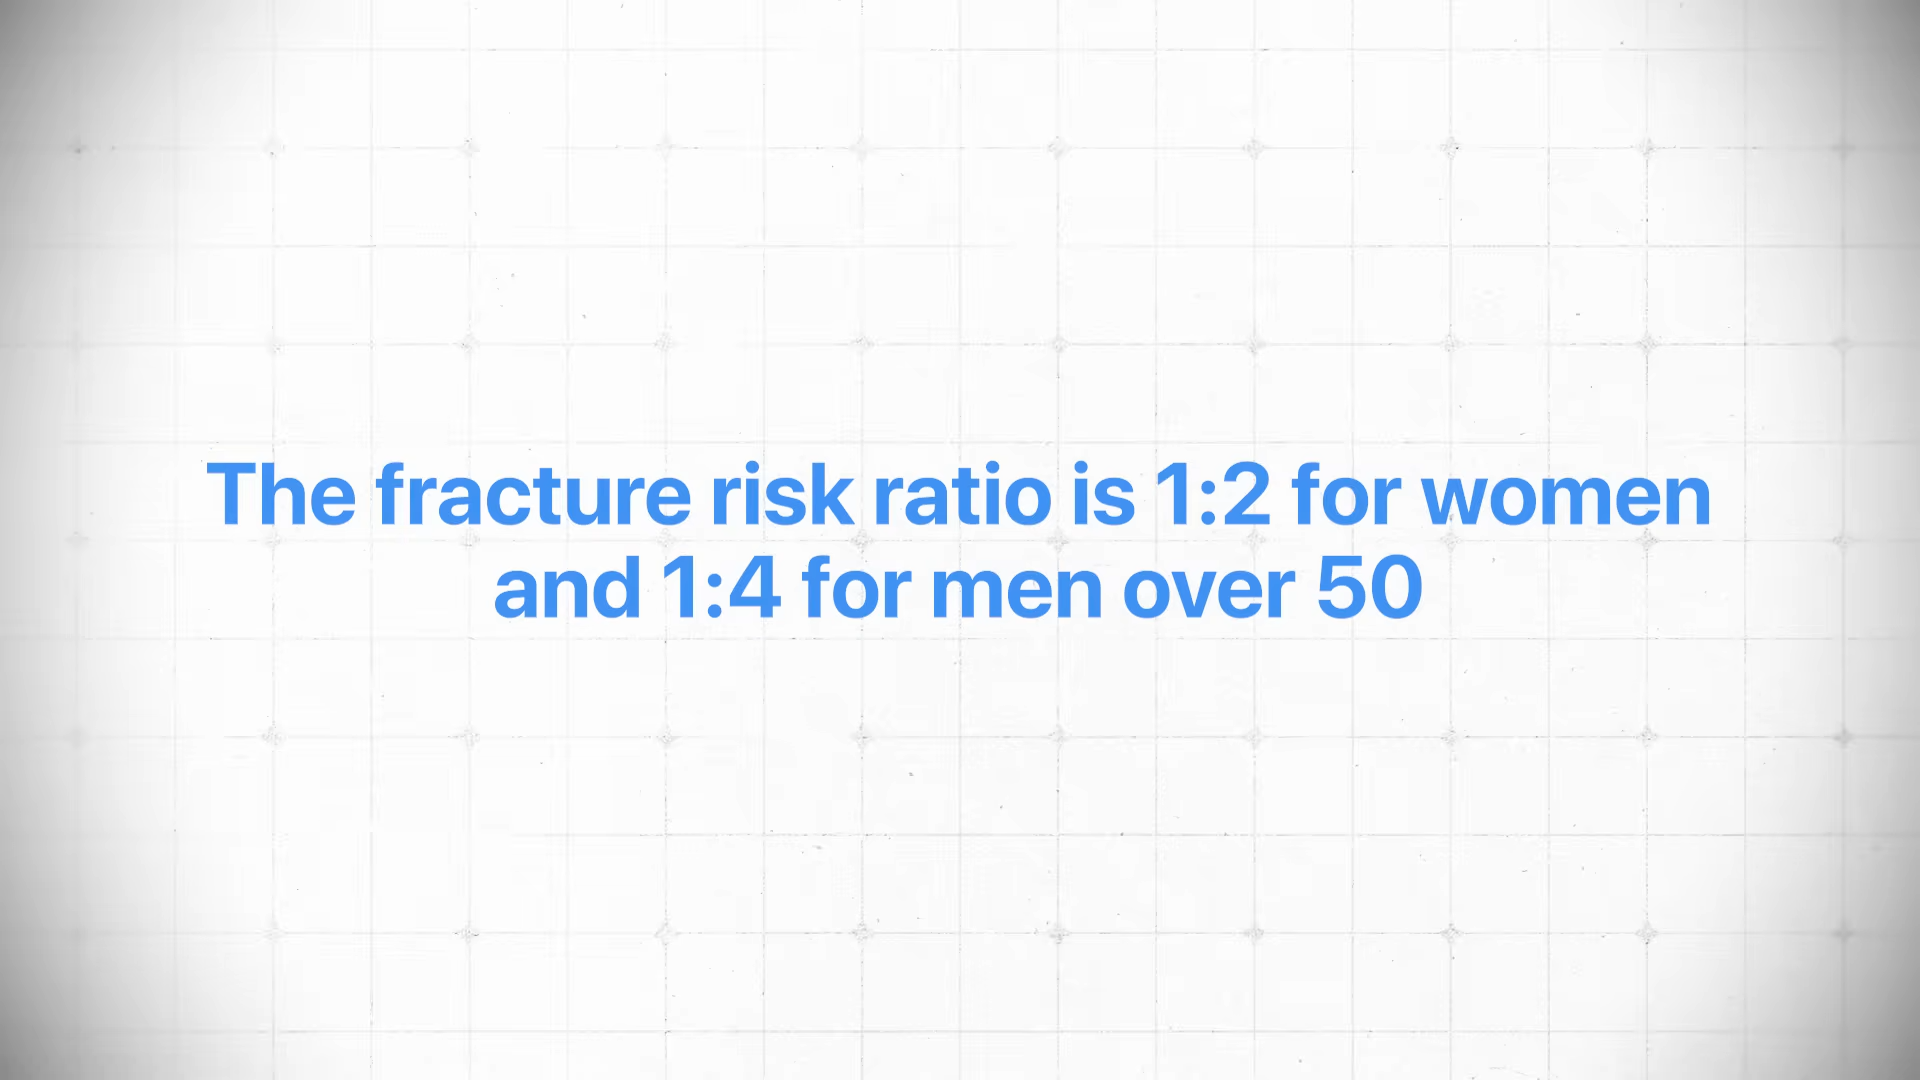 The fracture risk ratio is 1:2 for women
and 1:4 for men over 50